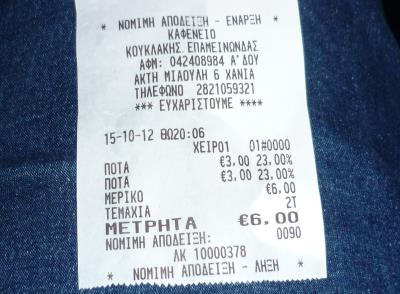 * ΝΟΜΙΜΗ ΑΠΟΔΕΙΞΗ - ΕΝΑΡΞΗ *
ΚΑΦΕΝΕΙΟ
ΚΟΥΚΛΑΚΗΣ ΕΠΑΜΕΙΝΩΝΔΑΣ
ΑΦΜ: 042408984 Α'ΔΟΥ
ΑΚΤΗ ΜΙΑΟΥΛΗ 6 ΧΑΝΙΑ
ΤΗΛΕΦΩΝΟ 2821059321
*** ΕΥΧΑΡΙΣΤΟΥΜΕ ****
15-10-12 ΘΩ20:06
ΧΕΙΡΟ1 01#0000
ΠΟΤΑ €3,00 23,00%
ΠΟΤΑ €3,00 23,00%
ΜΕΡΙΚΟ €6,00
ΤΕΜΑΧΙΑ 2Τ
ΜΕΤΡΗΤΑ €6,00
ΝΟΜΙΜΗ ΑΠΟΔΕΙΞΗ: 0090
ΛΚ 10000378
* ΝΟΜΙΜΗ ΑΠΟΔΕΙΞΗ - ΛΗΞΗ *